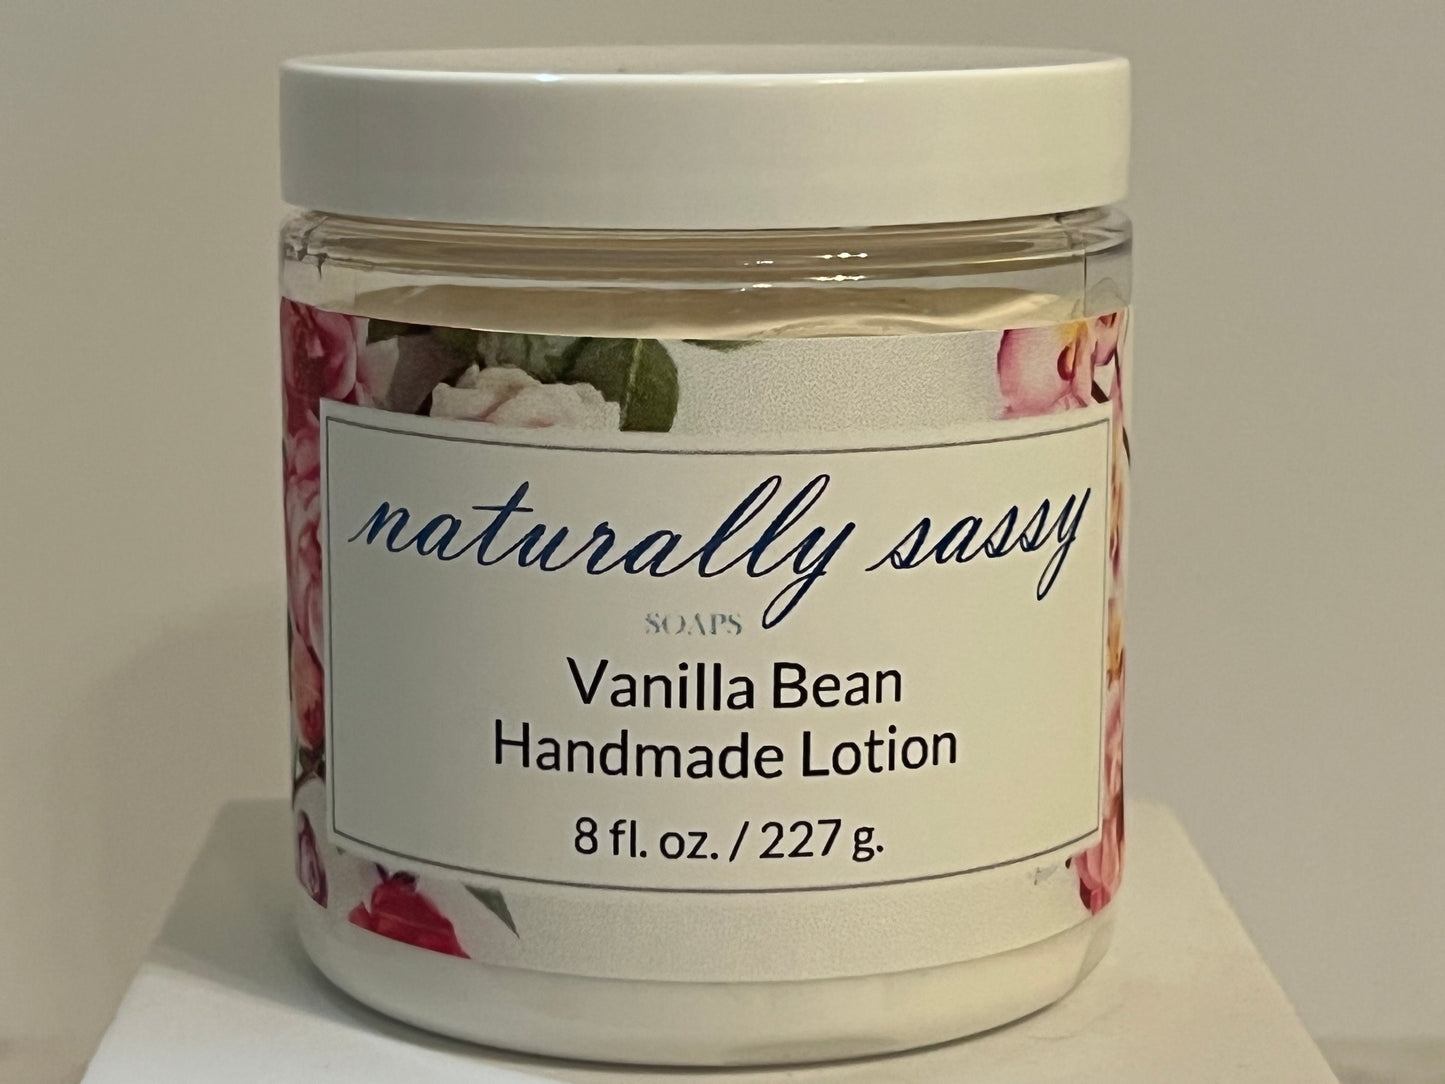 naturally sassy
SOAPS
Vanilla Bean
Handmade Lotion
8 fl. oz. / 227 g.